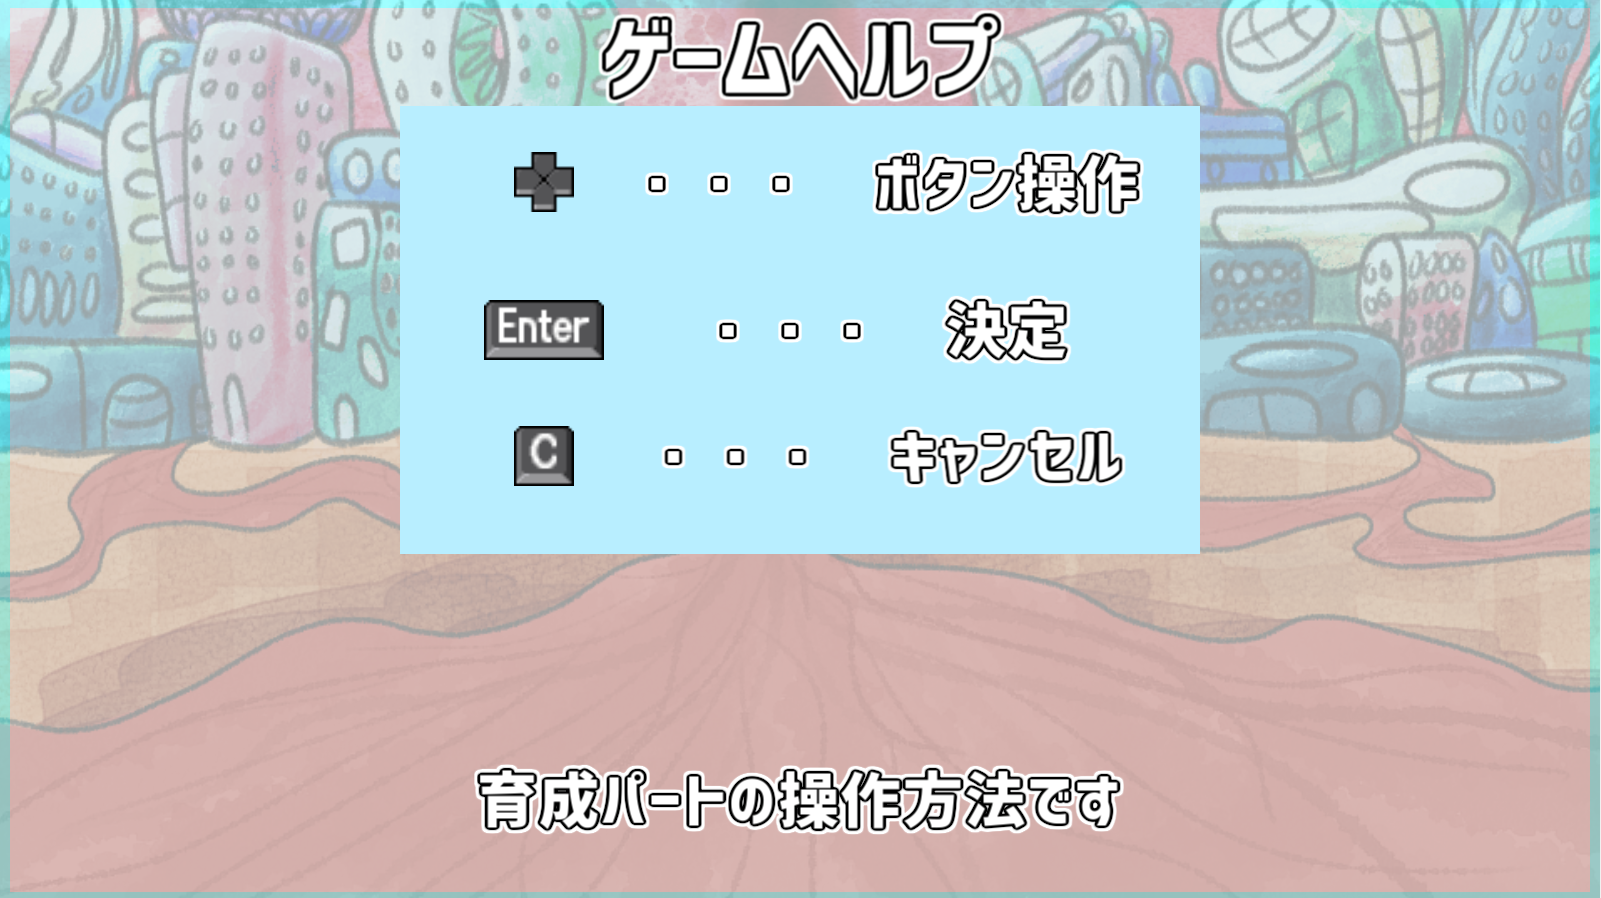 ゲームヘルプ
・・・ ボタン操作
Enter ・・・ 決定
C ・・・ キャンセル
育成パートの操作方法です